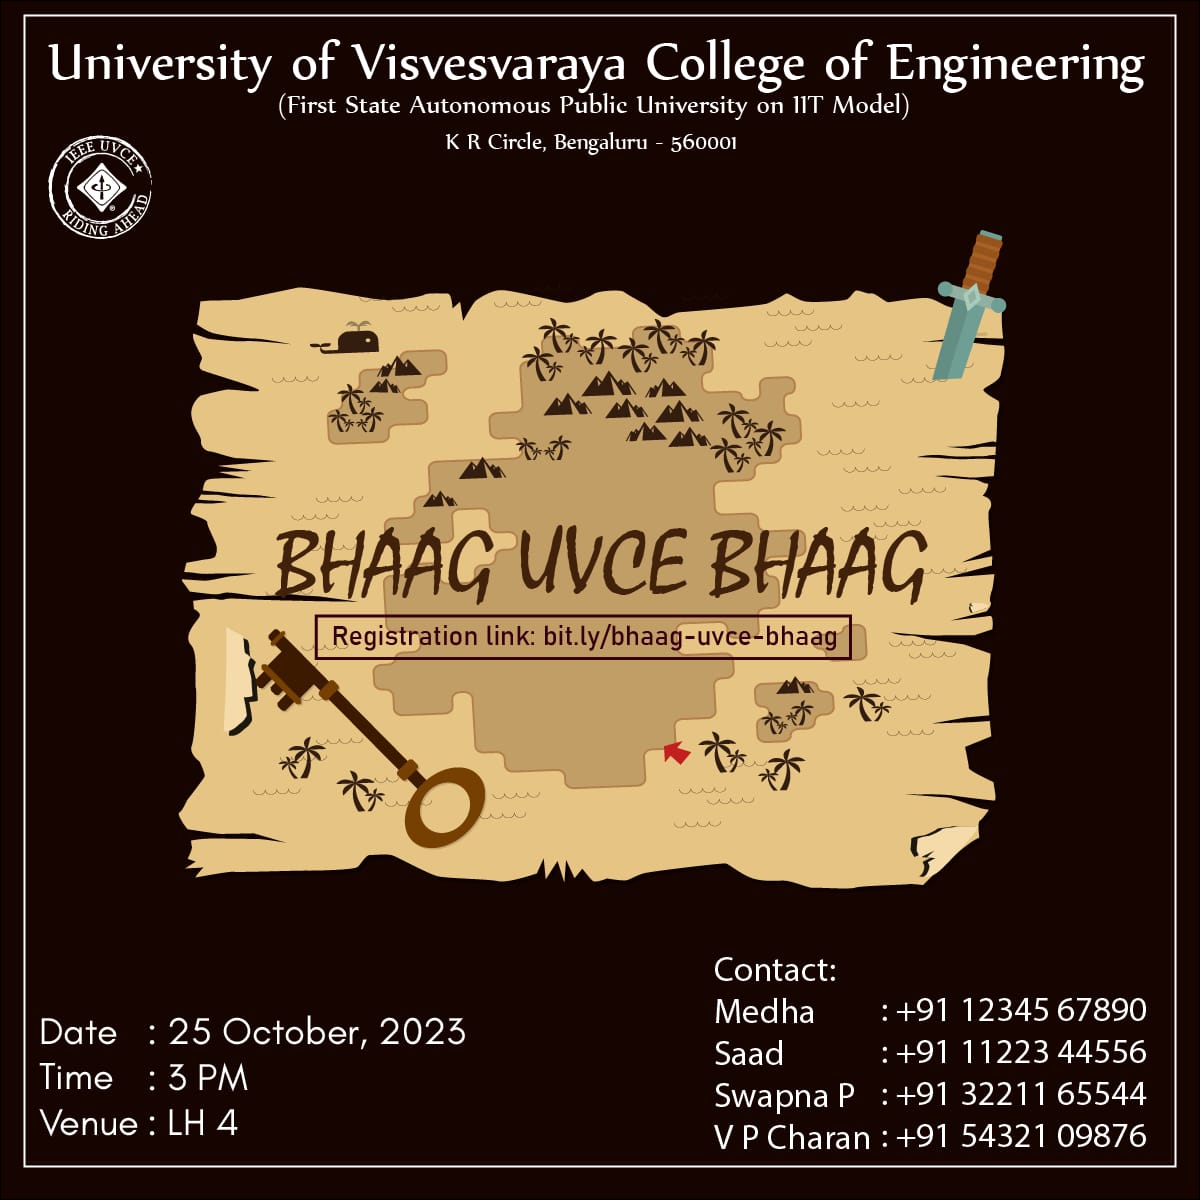 University of Visvesvaraya College of Engineering
(First State Autonomous Public University on IIT Model)
K R Circle, Bengaluru - 560001
IEEE UVCE
RIDING AHEAD
BHAAG UVCE BHAAG
Registration link: bit.ly/bhaag-uvce-bhaag
Date : 25 October, 2023
Time : 3 PM
Venue : LH 4
Contact:
Medha : +91 12345 67890
Saad : +91 11223 44556
Swapna P : +91 32211 65544
V P Charan : +91 54321 09876